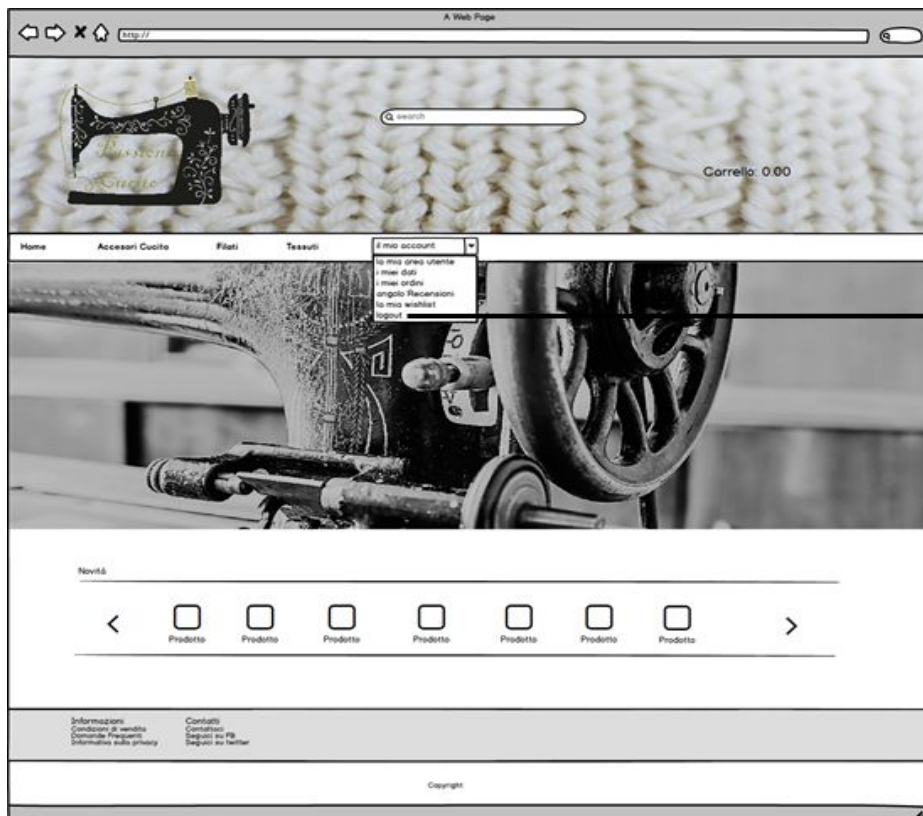 A Web Page
http://
search
Passione
Cucito
Carrello: 0.00
Home Accesori Cucito Filati Tessuti il mio account
la mia area utente
i miei dati
i miei ordini
angolo Recensioni
la mia wishlist
logout
Novità
Prodotto Prodotto Prodotto Prodotto Prodotto Prodotto Prodotto
Informazioni
Condizioni di vendita
Domande Frequenti
Informativa sulla privacy
Contatti
Contattaci
Seguici su FB
Seguici su twitter
Copyright